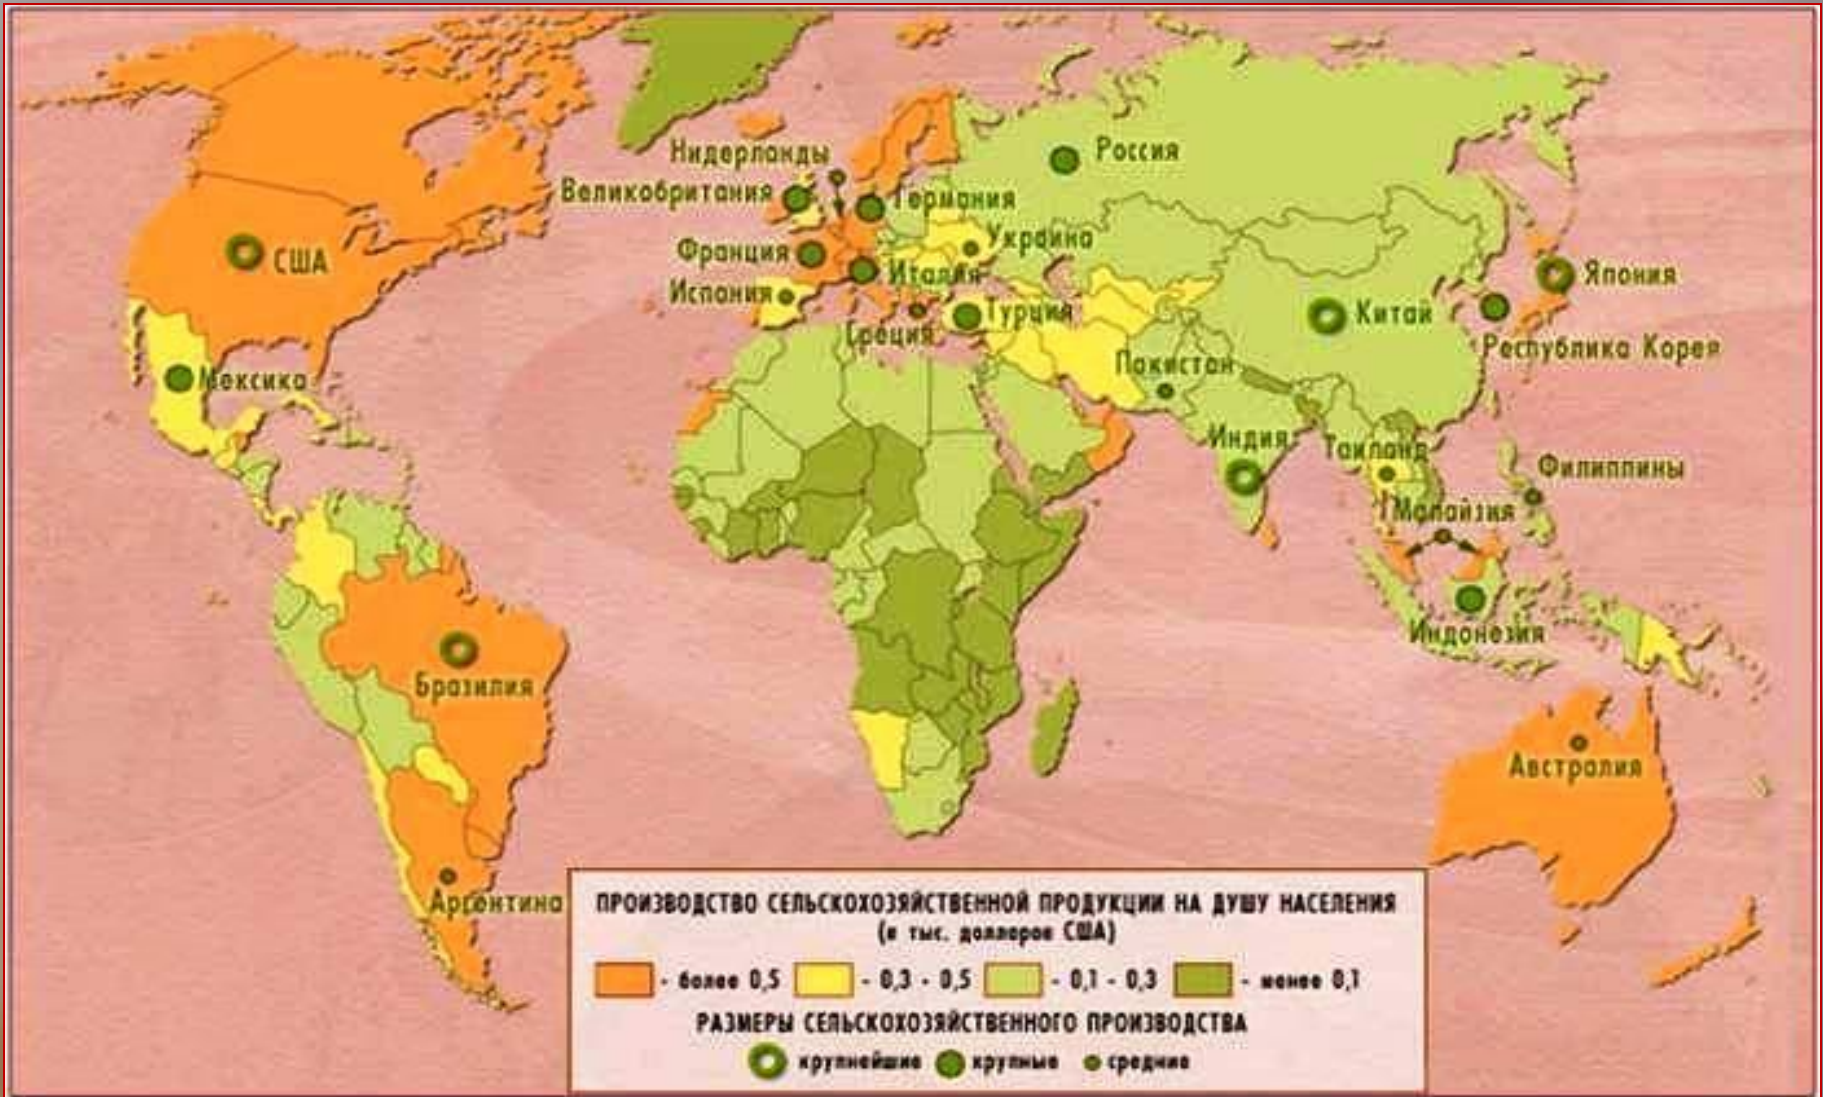 Нидерланды
Россия
Великобритания
Германия
Франция
Украина
США
Италия
Япония
Испания
Турция
Китай
Греция
Республика Корея
Пакистан
Мексика
Индия
Таиланд
Филиппины
Малайзия
Индонезия
Бразилия
Австралия
Аргентина
ПРОИЗВОДСТВО СЕЛЬСКОХОЗЯЙСТВЕННОЙ ПРОДУКЦИИ НА ДУШУ НАСЕЛЕНИЯ
(в тыс. долларов США)
- более 0,5 - 0,3 - 0,5 - 0,1 - 0,3 - менее 0,1
РАЗМЕРЫ СЕЛЬСКОХОЗЯЙСТВЕННОГО ПРОИЗВОДСТВА
крупнейшие крупные средние